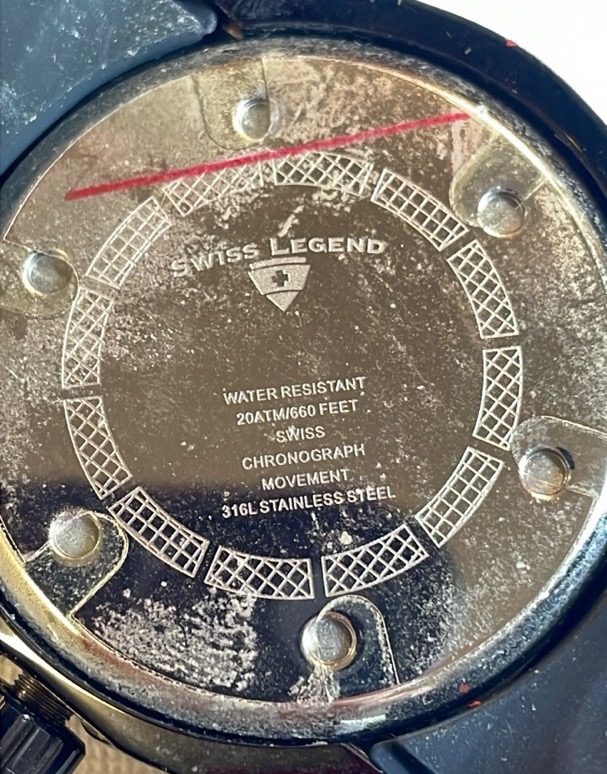 SWISS LEGEND
WATER RESISTANT
20ATM/660 FEET
SWISS
CHRONOGRAPH
MOVEMENT
316L STAINLESS STEEL